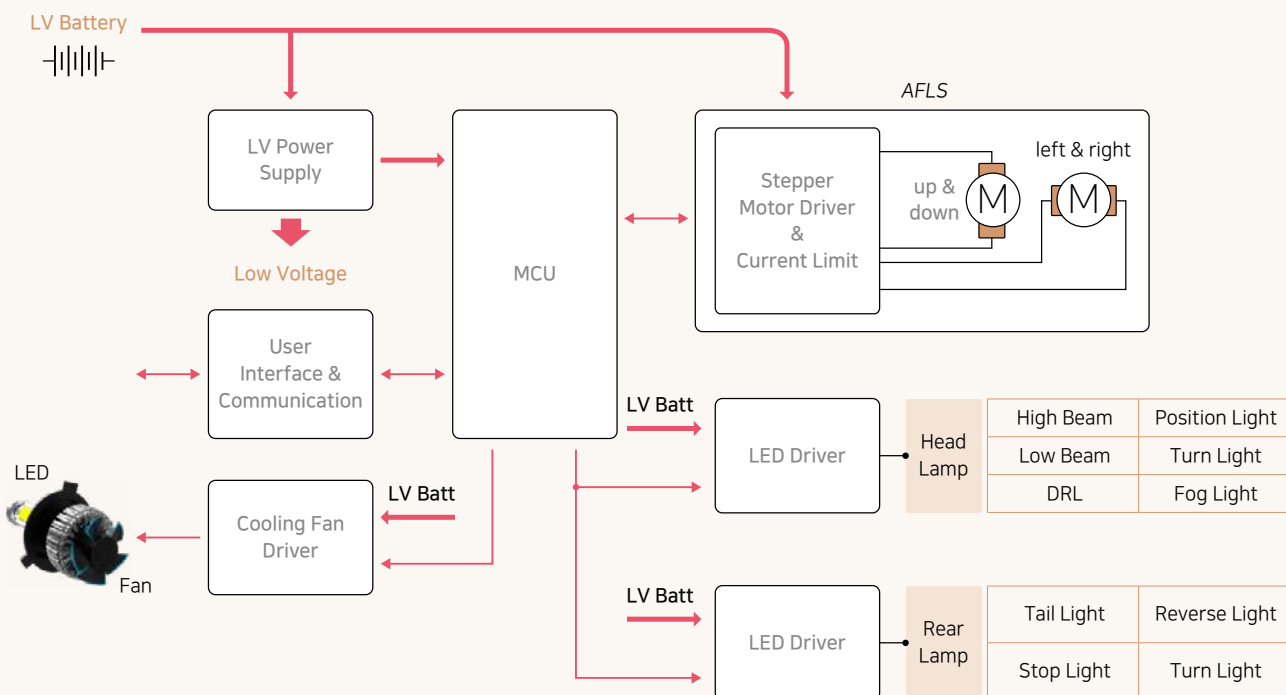 LV Battery
AFLS
LV Power
Supply
MCU
Stepper
Motor Driver
&
Current Limit
up &
down
M
left & right
M
Low Voltage
User
Interface &
Communication
LV Batt
LED Driver
Head
Lamp
High Beam
Position Light
Low Beam
Turn Light
DRL
Fog Light
LED
Fan
Cooling Fan
Driver
LV Batt
LV Batt
LED Driver
Rear
Lamp
Tail Light
Reverse Light
Stop Light
Turn Light